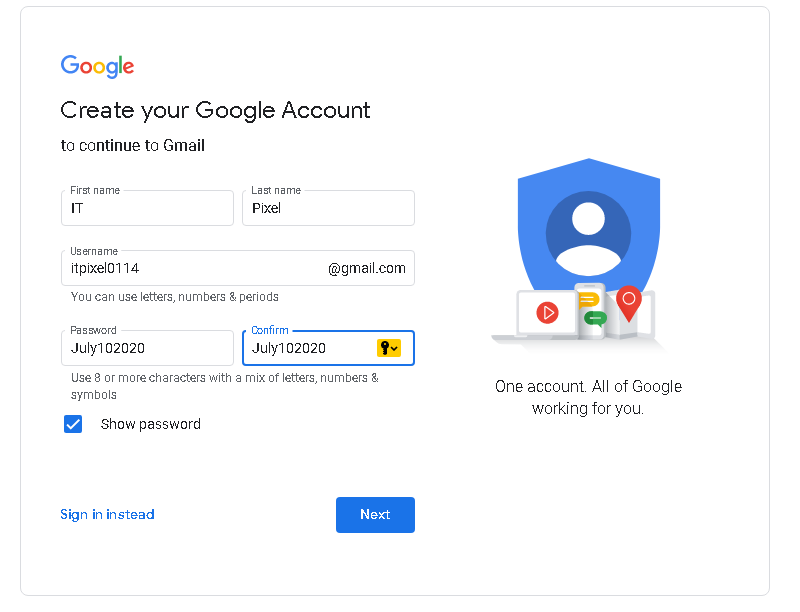 Google
Create your Google Account
to continue to Gmail
First name
IT
Last name
Pixel
Username
itpixel0114
@gmail.com
You can use letters, numbers & periods
Password
July102020
Confirm
July102020
Use 8 or more characters with a mix of letters, numbers &
symbols
Show password
Sign in instead
Next
One account. All of Google
working for you.